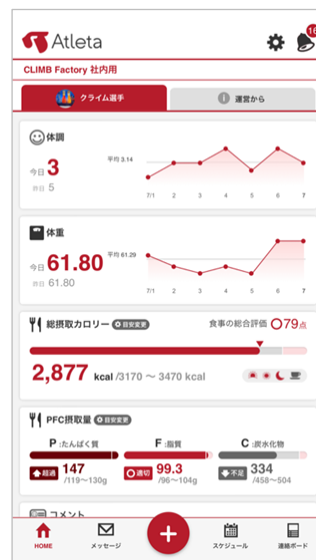 Atleta
16
CLIMB Factory 社内用
クライム選手
運営から
体調
今日 3
昨日 5
平均 3.14
7/1 2 3 4 5 6 7
体重
今日 61.80
昨日 61.80
平均 61.29
7/1 2 3 4 5 6 7
総摂取カロリー 目安変更 食事の総合評価 79点
2,877 kcal /3170 〜 3470 kcal
PFC摂取量 目安変更
P :たんぱく質 F :脂質 C :炭水化物
超過 147 /119〜130g
適切 99.3 /96〜104g
不足 334 /458〜504
コメント
HOME メッセージ スケジュール 連絡ボード